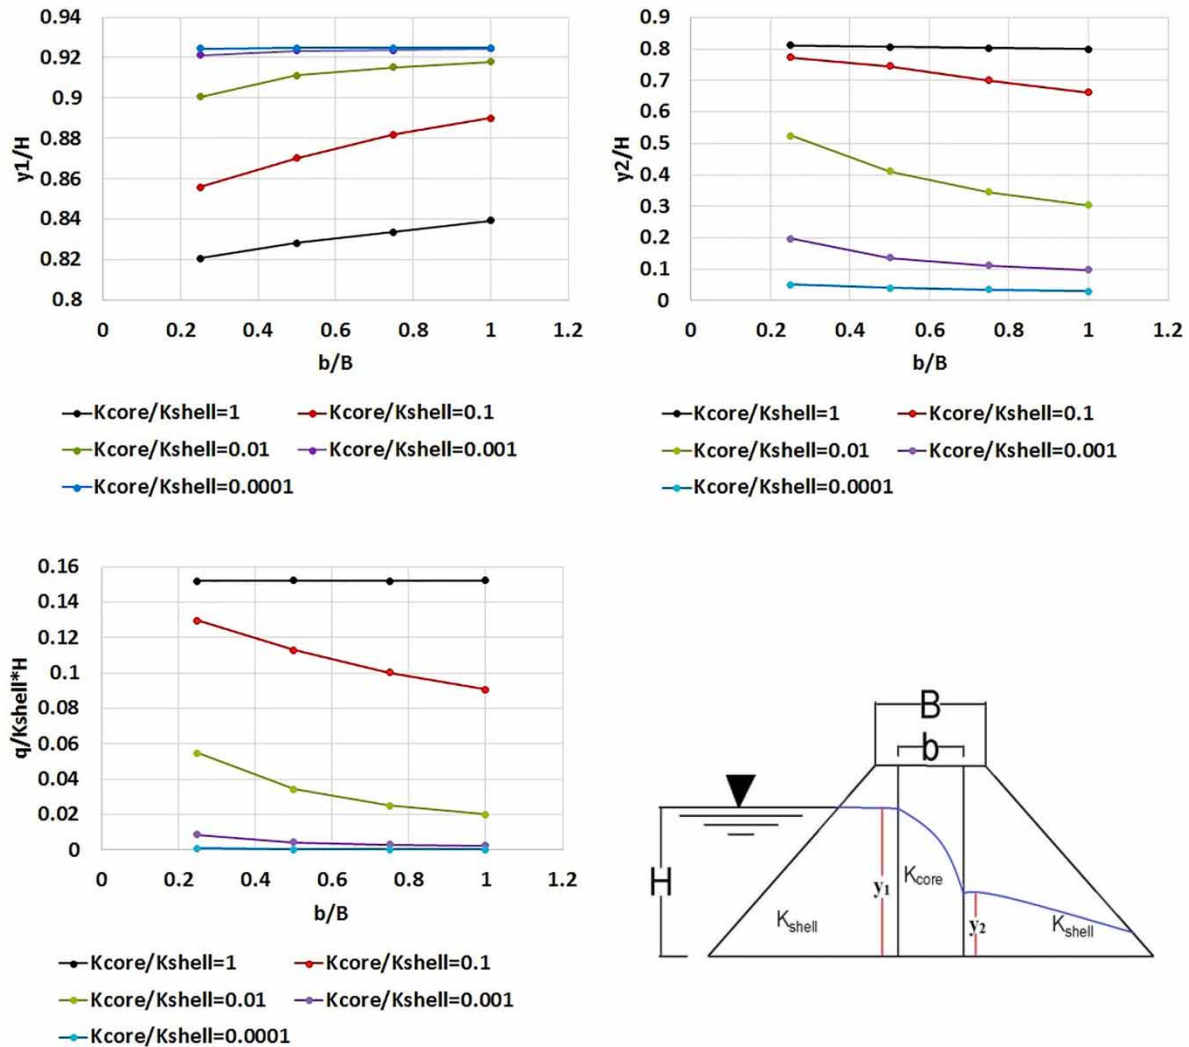 0.94
0.92
0.9
0.88
0.86
0.84
0.82
0.8
y1/H
0 0.2 0.4 0.6 0.8 1 1.2
b/B
Kcore/Kshell=1 Kcore/Kshell=0.1
Kcore/Kshell=0.01 Kcore/Kshell=0.001
Kcore/Kshell=0.0001
0.9
0.8
0.7
0.6
0.5
0.4
0.3
0.2
0.1
0
y2/H
0 0.2 0.4 0.6 0.8 1 1.2
b/B
Kcore/Kshell=1 Kcore/Kshell=0.1
Kcore/Kshell=0.01 Kcore/Kshell=0.001
Kcore/Kshell=0.0001
0.16
0.14
0.12
0.1
0.08
0.06
0.04
0.02
0
q/Kshell*H
0 0.2 0.4 0.6 0.8 1 1.2
b/B
Kcore/Kshell=1 Kcore/Kshell=0.1
Kcore/Kshell=0.01 Kcore/Kshell=0.001
Kcore/Kshell=0.0001
B
b
H
y1
Kcore
y2
Kshell
Kshell